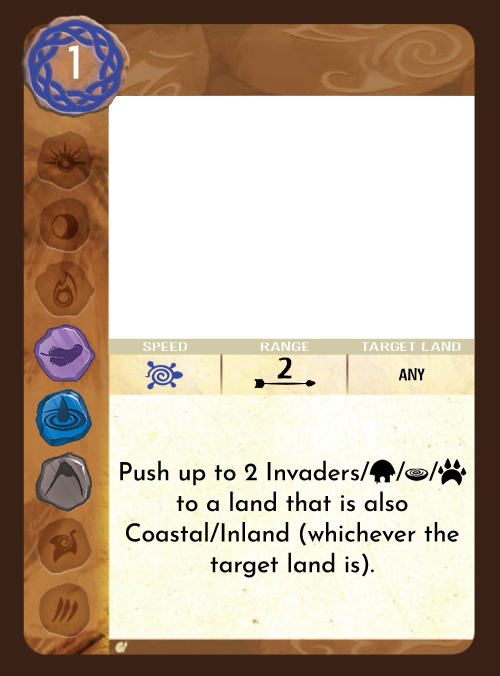 1
SPEED RANGE TARGET LAND
2 ANY
Push up to 2 Invaders/ / /
to a land that is also
Coastal/Inland (whichever the
target land is).